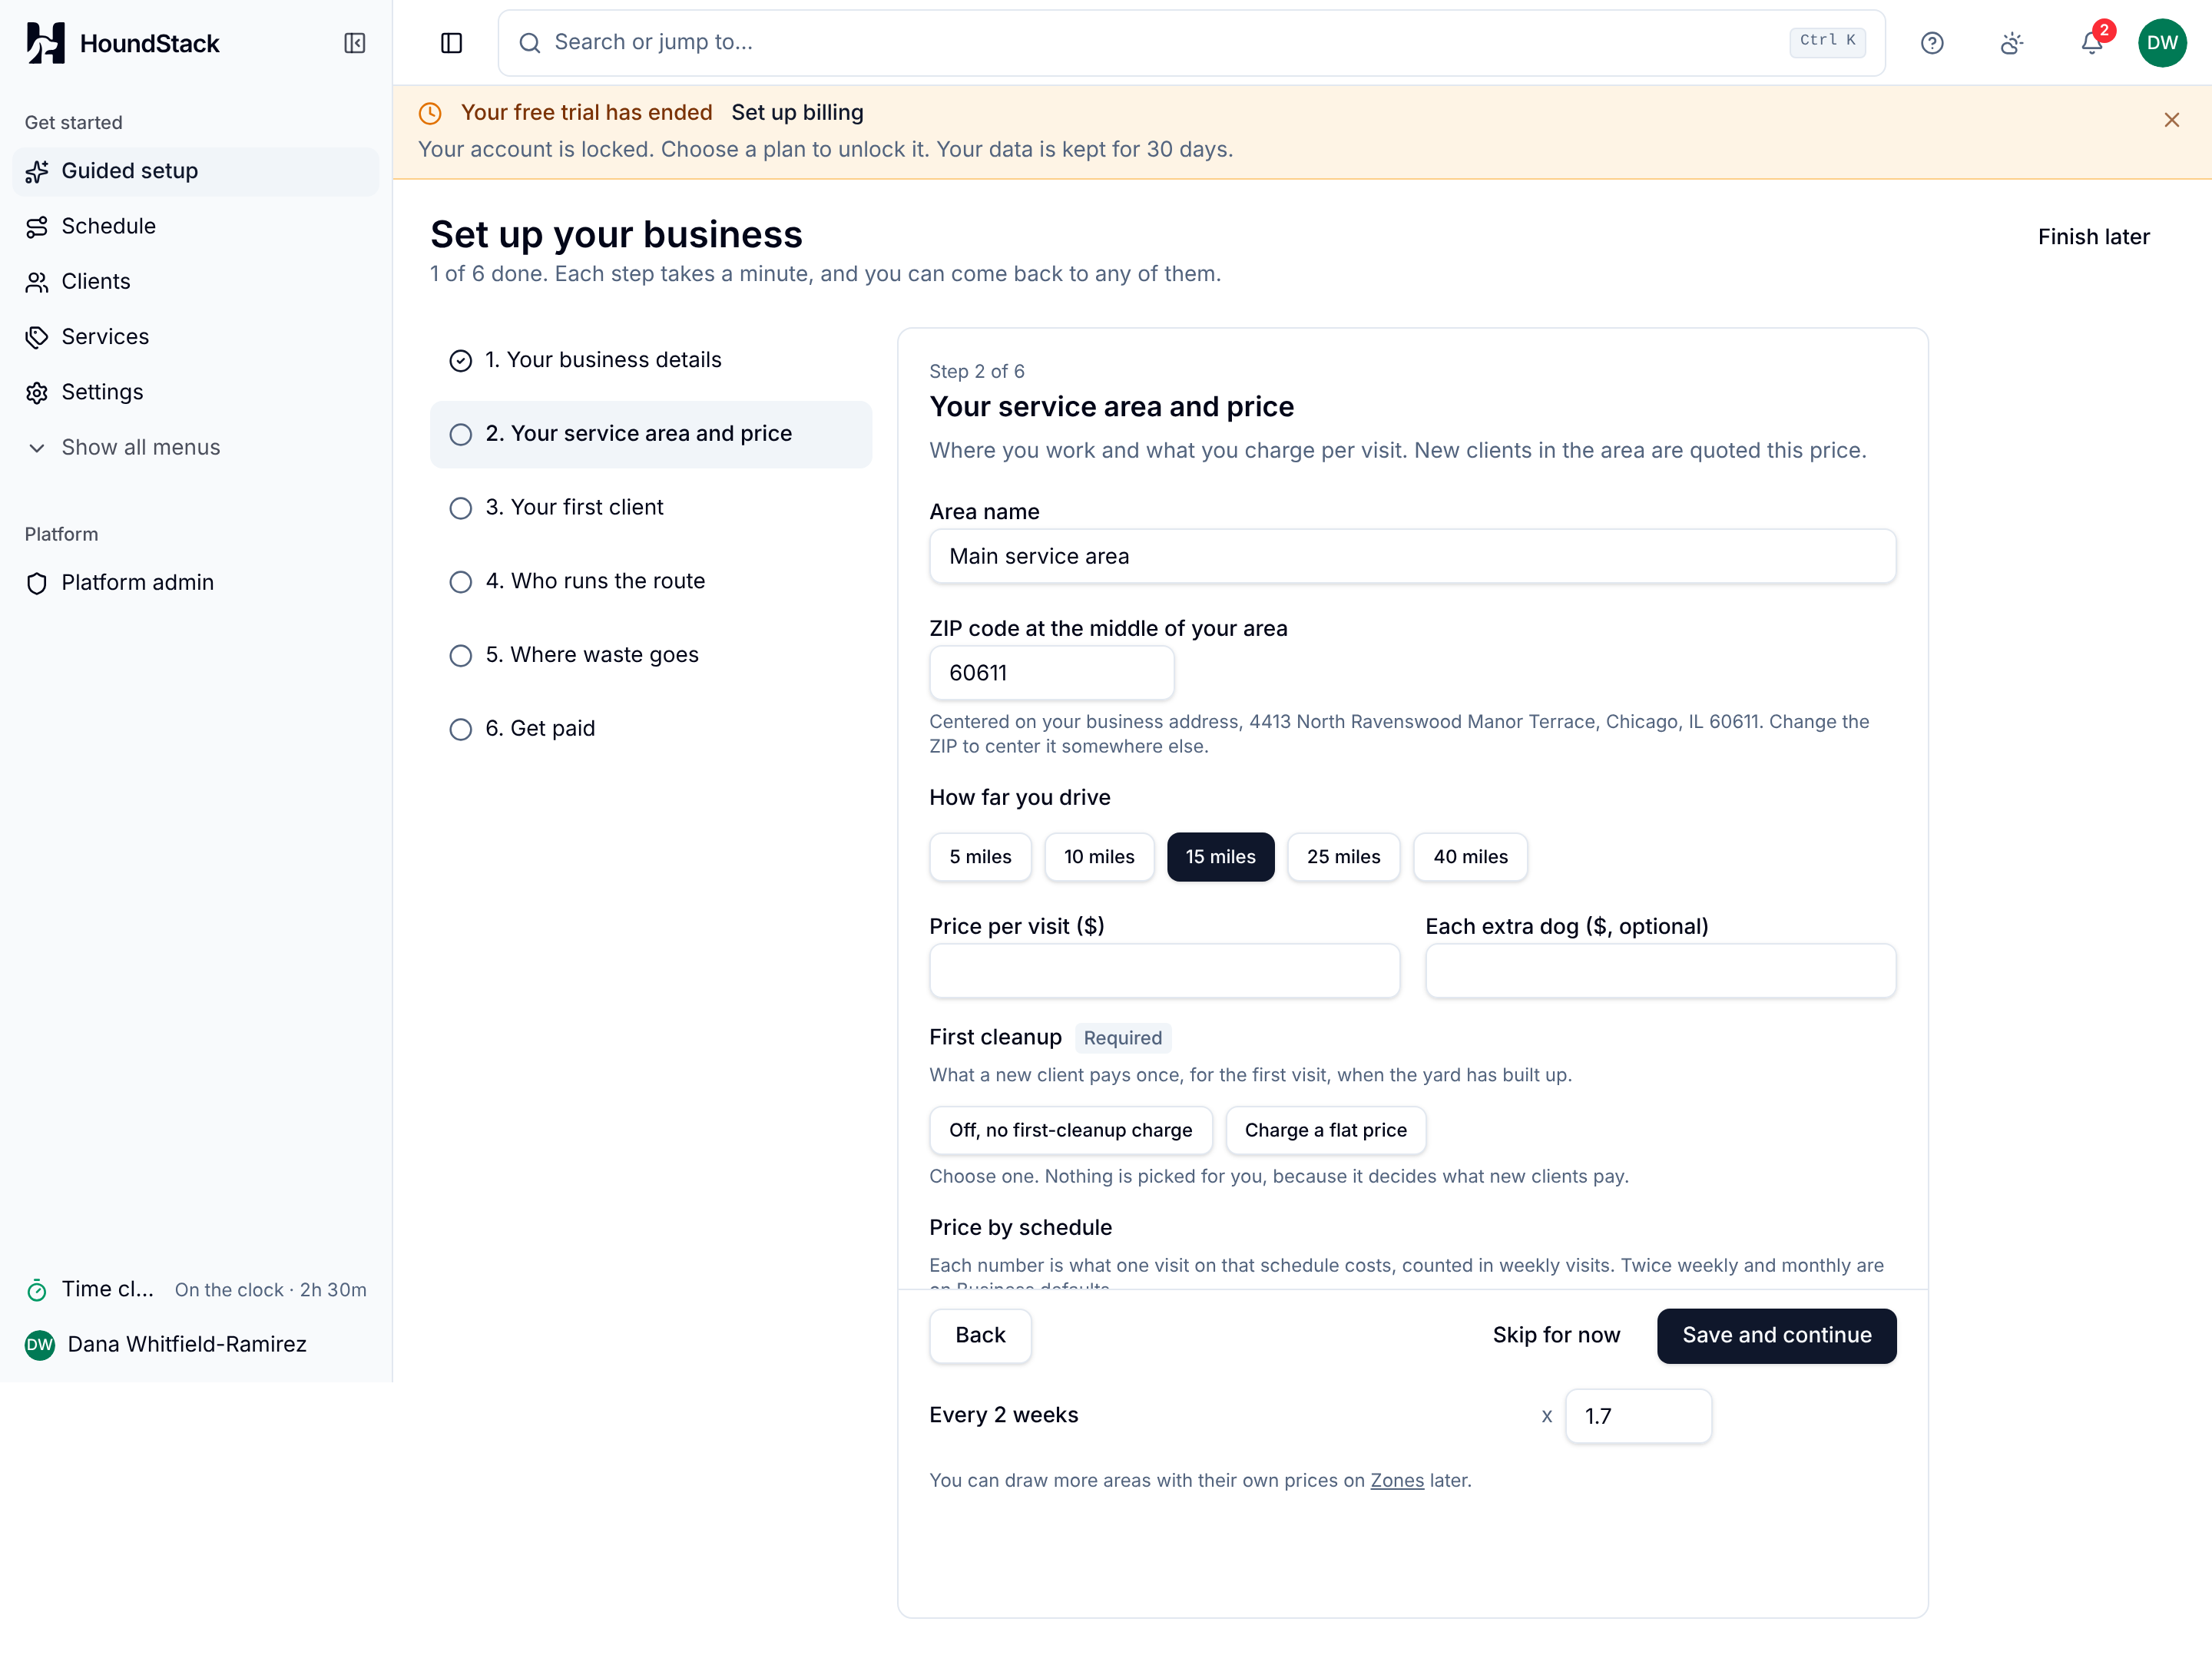 HoundStack
Search or jump to...
Ctrl K
2
DW
Your free trial has ended Set up billing
Your account is locked. Choose a plan to unlock it. Your data is kept for 30 days.
Get started
Guided setup
Schedule
Clients
Services
Settings
Show all menus
Platform
Platform admin
Time cl... On the clock · 2h 30m
DW Dana Whitfield-Ramirez
Set up your business
Finish later
1 of 6 done. Each step takes a minute, and you can come back to any of them.
1. Your business details
2. Your service area and price
3. Your first client
4. Who runs the route
5. Where waste goes
6. Get paid
Step 2 of 6
Your service area and price
Where you work and what you charge per visit. New clients in the area are quoted this price.
Area name
Main service area
ZIP code at the middle of your area
60611
Centered on your business address, 4413 North Ravenswood Manor Terrace, Chicago, IL 60611. Change the
ZIP to center it somewhere else.
How far you drive
5 miles 10 miles 15 miles 25 miles 40 miles
Price per visit ($) Each extra dog ($, optional)
First cleanup Required
What a new client pays once, for the first visit, when the yard has built up.
Off, no first-cleanup charge Charge a flat price
Choose one. Nothing is picked for you, because it decides what new clients pay.
Price by schedule
Each number is what one visit on that schedule costs, counted in weekly visits. Twice weekly and monthly are
on Business defaults.
Back Skip for now Save and continue
Every 2 weeks x 1.7
You can draw more areas with their own prices on Zones later.